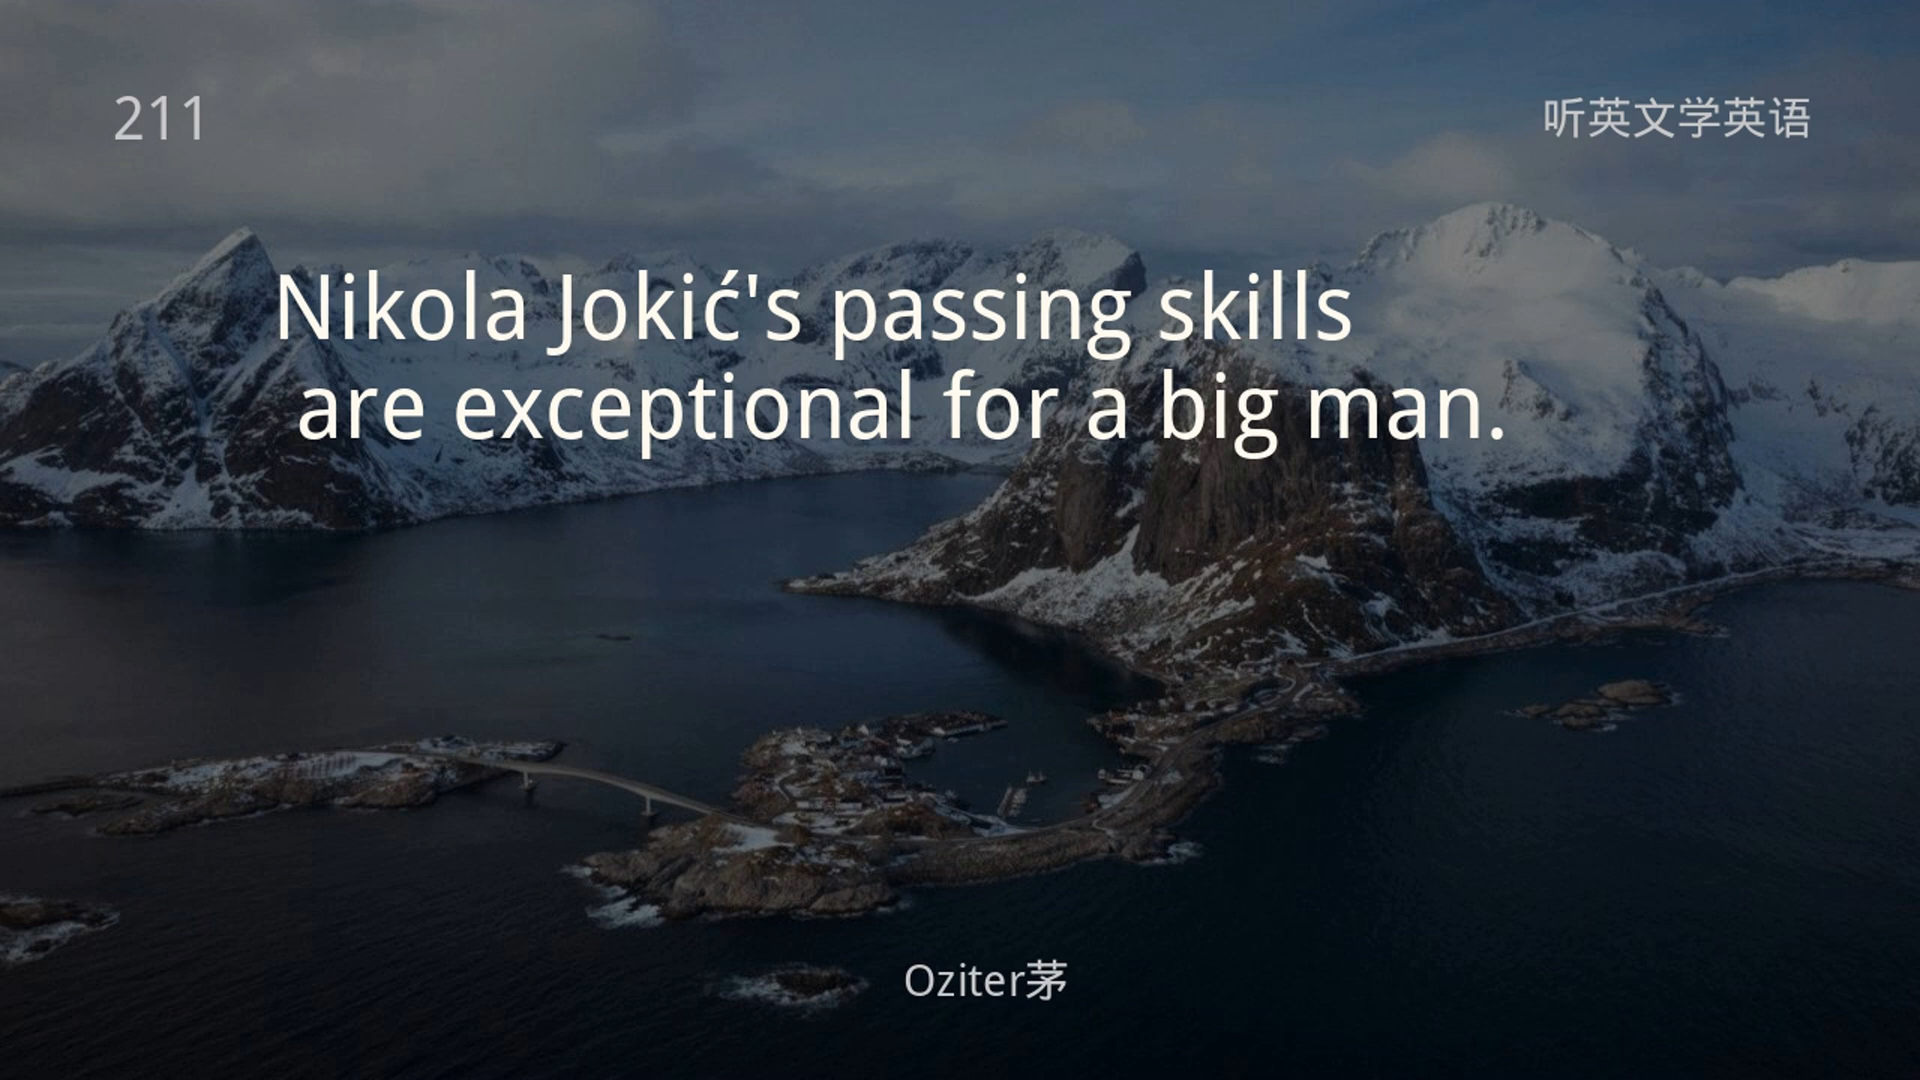 211
听英文学英语
Nikola Jokić's passing skills
are exceptional for a big man.
Oziter茅